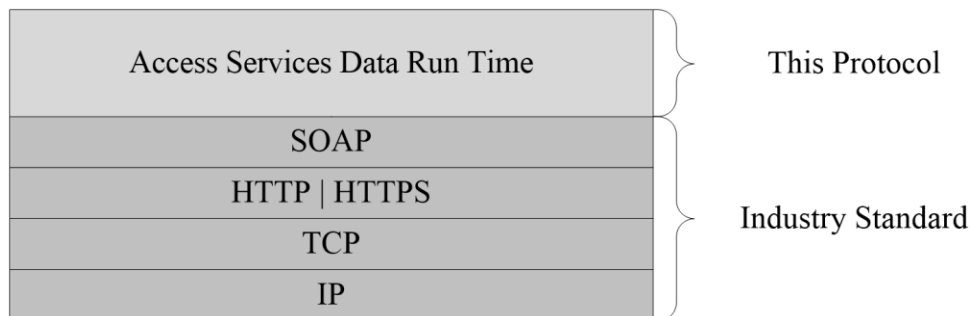 Access Services Data Run Time
This Protocol
SOAP
HTTP | HTTPS
TCP
IP
Industry Standard